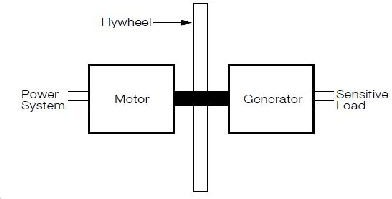 Flywheel
Power
System
Motor
Generator
Sensitive
Load